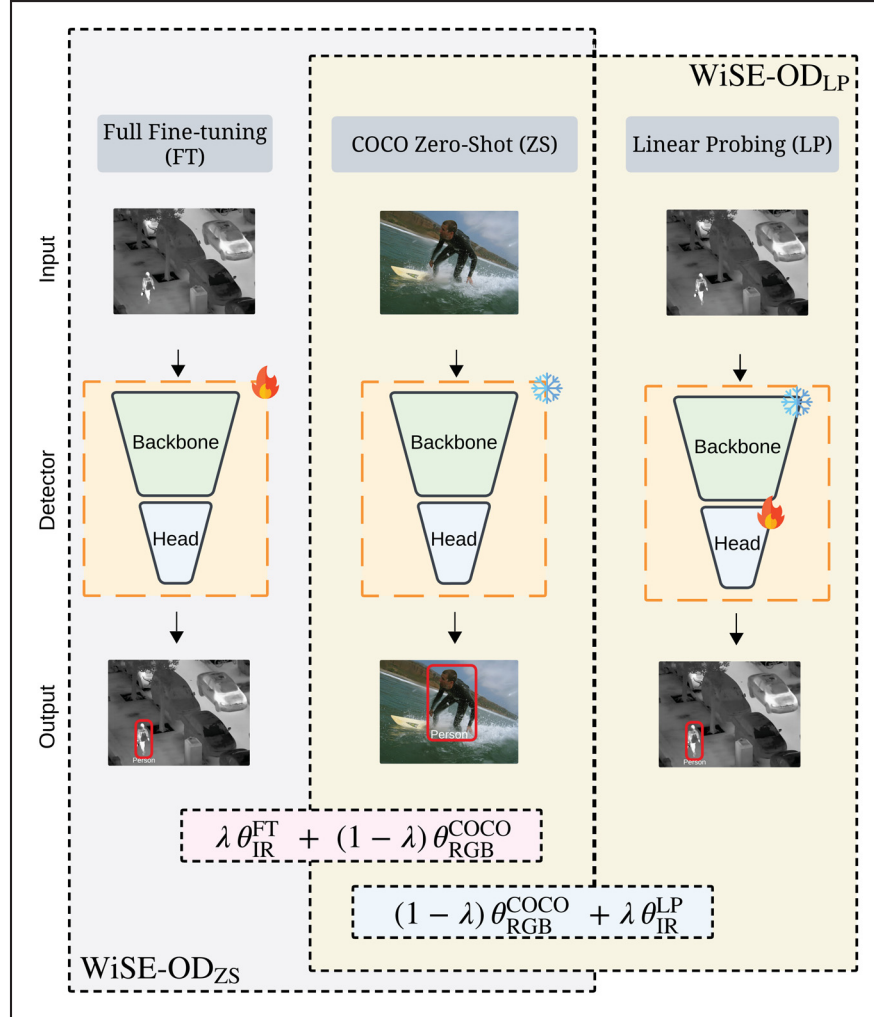 WiSE-OD_LP
Full Fine-tuning
(FT)
COCO Zero-Shot (ZS)
Linear Probing (LP)
Input
Detector
Backbone
Head
Backbone
Head
Backbone
Head
Output
Person
Person
Person
λ θ_IR^FT + (1 − λ) θ_RGB^COCO
(1 − λ) θ_RGB^COCO + λ θ_IR^LP
WiSE-OD_ZS